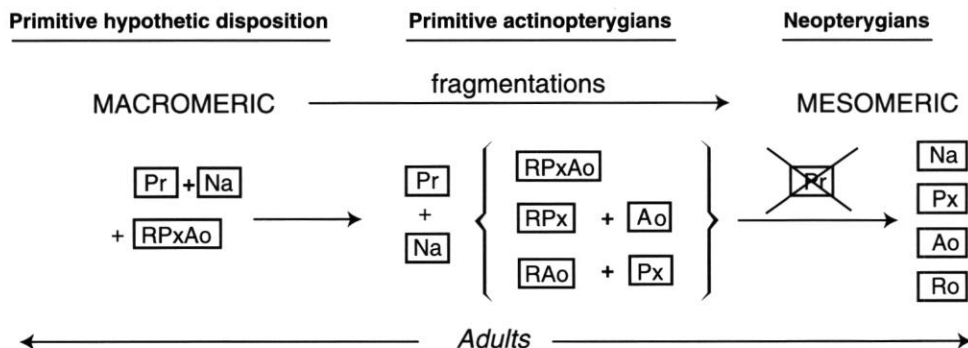 Primitive hypothetic disposition Primitive actinopterygians Neopterygians
fragmentations
MACROMERIC MESOMERIC
Pr + Na
+ RPxAo
Pr
+
Na
RPxAo
RPx + Ao
RAo + Px
Pr
Na
Px
Ao
Ro
Adults